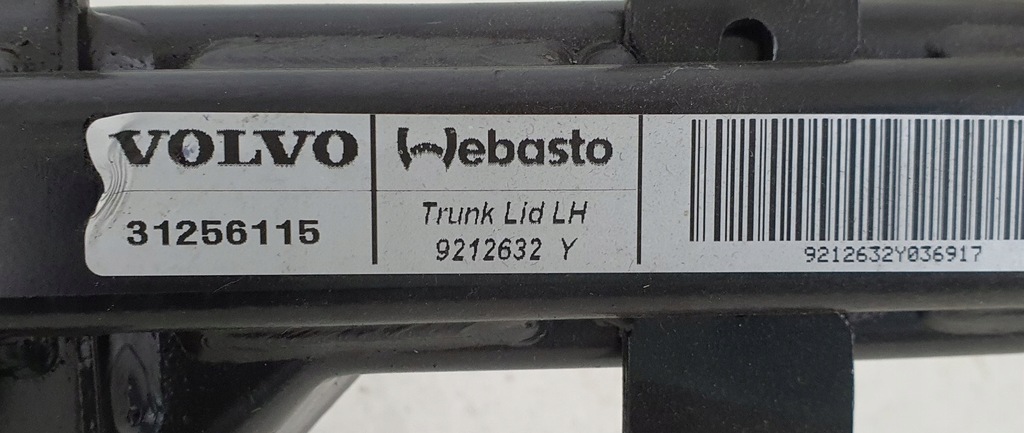 VOLVO
31256115
Webasto
Trunk Lid LH
9212632 Y
9212632Y036917